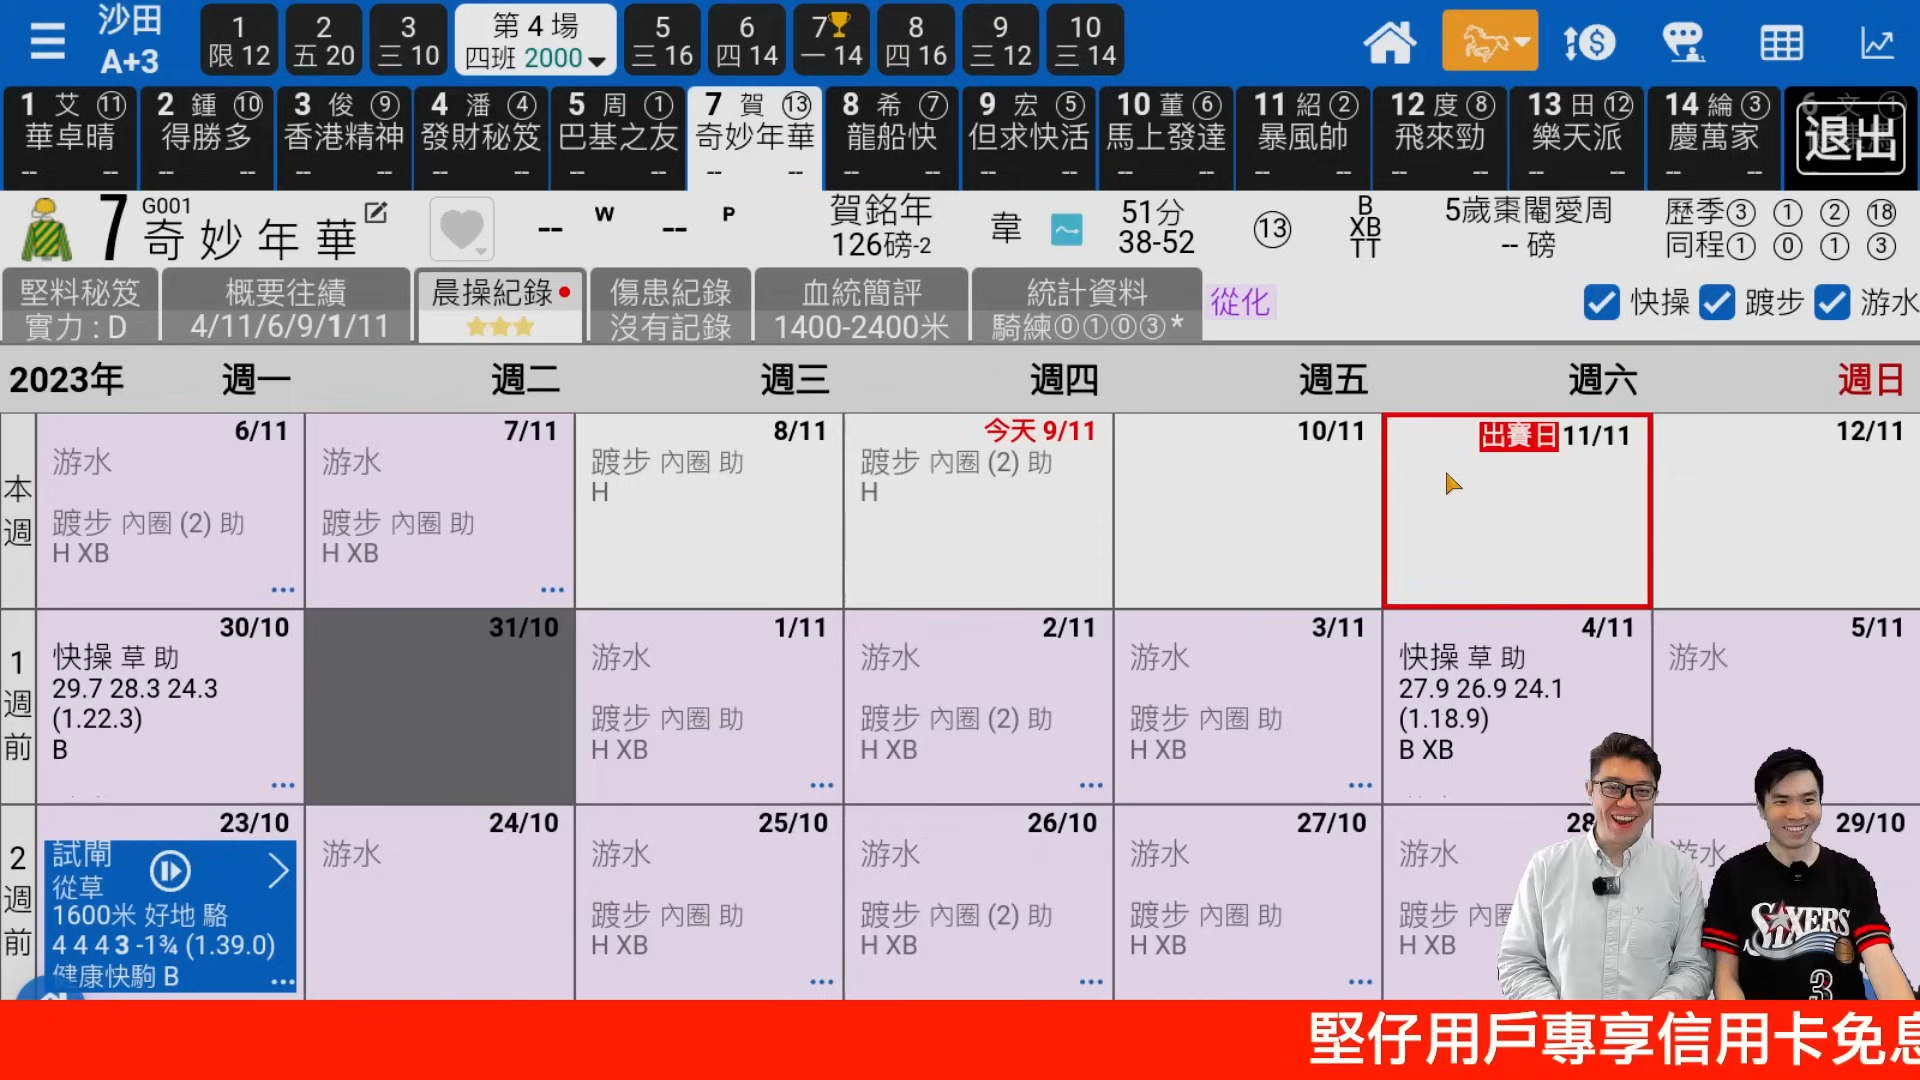 沙田
A+3
1
限 12
2
五 20
3
三 10
第 4 場
四班 2000
5
三 16
6
四 14
7
一 14
8
四 16
9
三 12
10
三 14
1 艾 11
華卓晴
-- --
2 鍾 10
得勝多
-- --
3 俊 9
香港精神
-- --
4 潘 4
發財秘笈
-- --
5 周 1
巴基之友
-- --
7 賀 13
奇妙年華
-- --
8 希 7
龍船快
-- --
9 宏 5
但求快活
-- --
10 董 6
馬上發達
-- --
11 紹 2
暴風帥
-- --
12 度 8
飛來勁
-- --
13 田 12
樂天派
-- --
14 綸 3
慶萬家
-- --
退出
7
G001
奇妙年華
-- W -- P
賀銘年
126磅-2
韋
51分
38-52
13
B
XB
TT
5歲棗閹愛周
-- 磅
歷季③ ① ② ⑱
同程① ⓪ ① ③
堅料秘笈
實力 : D
概要往績
4/11/6/9/1/11
晨操紀錄
傷患紀錄
沒有記錄
血統簡評
1400-2400米
統計資料
騎練⓪①⓪③*
從化
快操 踱步 游水
2023年 週一 週二 週三 週四 週五 週六 週日
本週
6/11
游水
踱步 內圈 (2) 助
H XB
...
7/11
游水
踱步 內圈 助
H XB
...
8/11
踱步 內圈 助
H
今天 9/11
踱步 內圈 (2) 助
H
10/11
出賽日 11/11
12/11
1週前
30/10
快操 草 助
29.7 28.3 24.3
(1.22.3)
B
...
31/10
1/11
游水
踱步 內圈 助
H XB
...
2/11
游水
踱步 內圈 (2) 助
H XB
...
3/11
游水
踱步 內圈 助
H XB
...
4/11
快操 草 助
27.9 26.9 24.1
(1.18.9)
B XB
5/11
游水
2週前
23/10
試閘
從草
1600米 好地 駱
4 4 4 3 -1¾ (1.39.0)
健康快駒 B
...
24/10
游水
25/10
游水
踱步 內圈 助
H XB
...
26/10
游水
踱步 內圈 (2) 助
H XB
...
27/10
游水
踱步 內圈 助
H XB
...
28
游水
踱步 內
H XB
29/10
游水
SIXERS
3
堅仔用戶專享信用卡免息